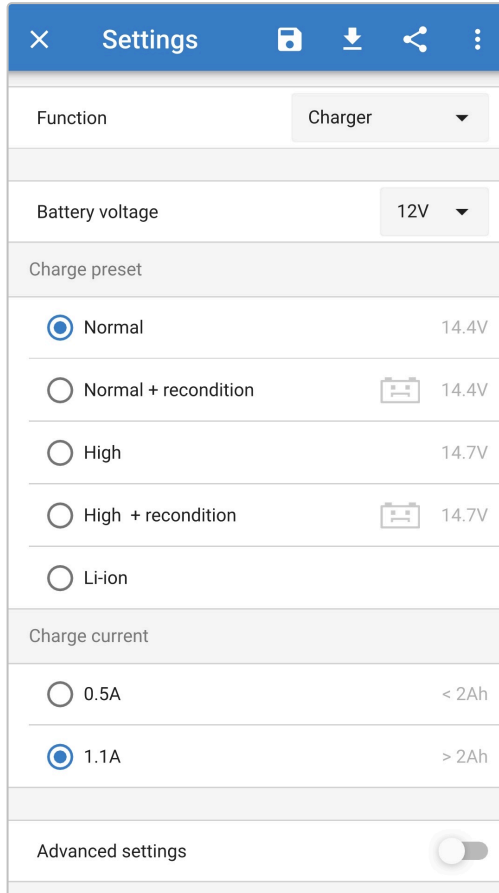 Settings
Function Charger
Battery voltage 12V
Charge preset
Normal 14.4V
Normal + recondition 14.4V
High 14.7V
High + recondition 14.7V
Li-ion
Charge current
0.5A < 2Ah
1.1A > 2Ah
Advanced settings